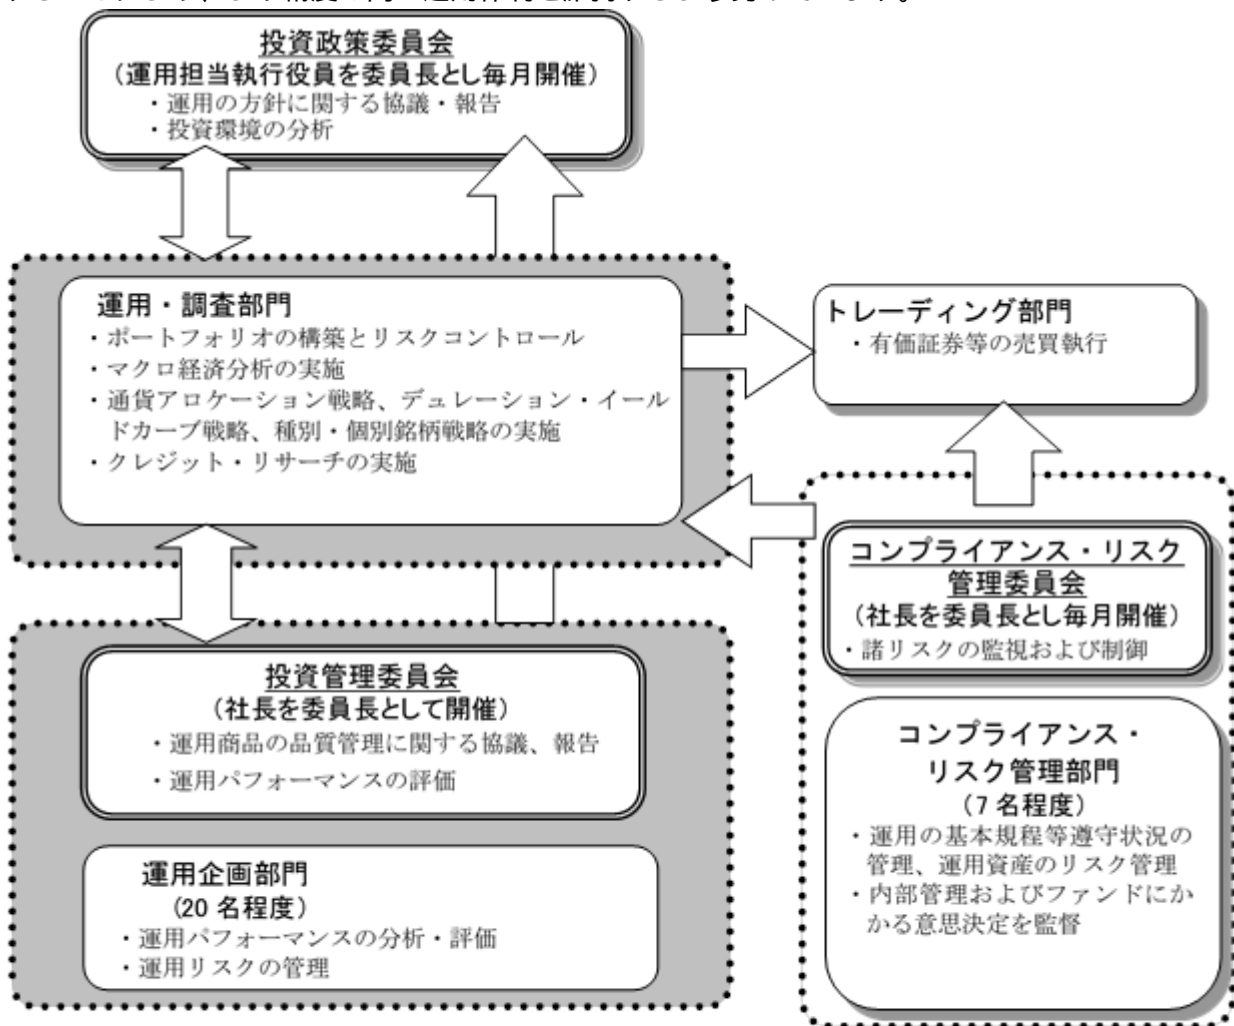 投資政策委員会
（運用担当執行役員を委員長とし毎月開催）
・運用の方針に関する協議・報告
・投資環境の分析
運用・調査部門
・ポートフォリオの構築とリスクコントロール
・マクロ経済分析の実施
・通貨アロケーション戦略、デュレーション・イール
ドカーブ戦略、種別・個別銘柄戦略の実施
・クレジット・リサーチの実施
トレーディング部門
・有価証券等の売買執行
コンプライアンス・リスク
管理委員会
（社長を委員長とし毎月開催）
・諸リスクの監視および制御
投資管理委員会
（社長を委員長として開催）
・運用商品の品質管理に関する協議、報告
・運用パフォーマンスの評価
コンプライアンス・
リスク管理部門
（7 名程度）
・運用の基本規程等遵守状況の
管理、運用資産のリスク管理
・内部管理およびファンドにか
かる意思決定を監督
運用企画部門
（20 名程度）
・運用パフォーマンスの分析・評価
・運用リスクの管理